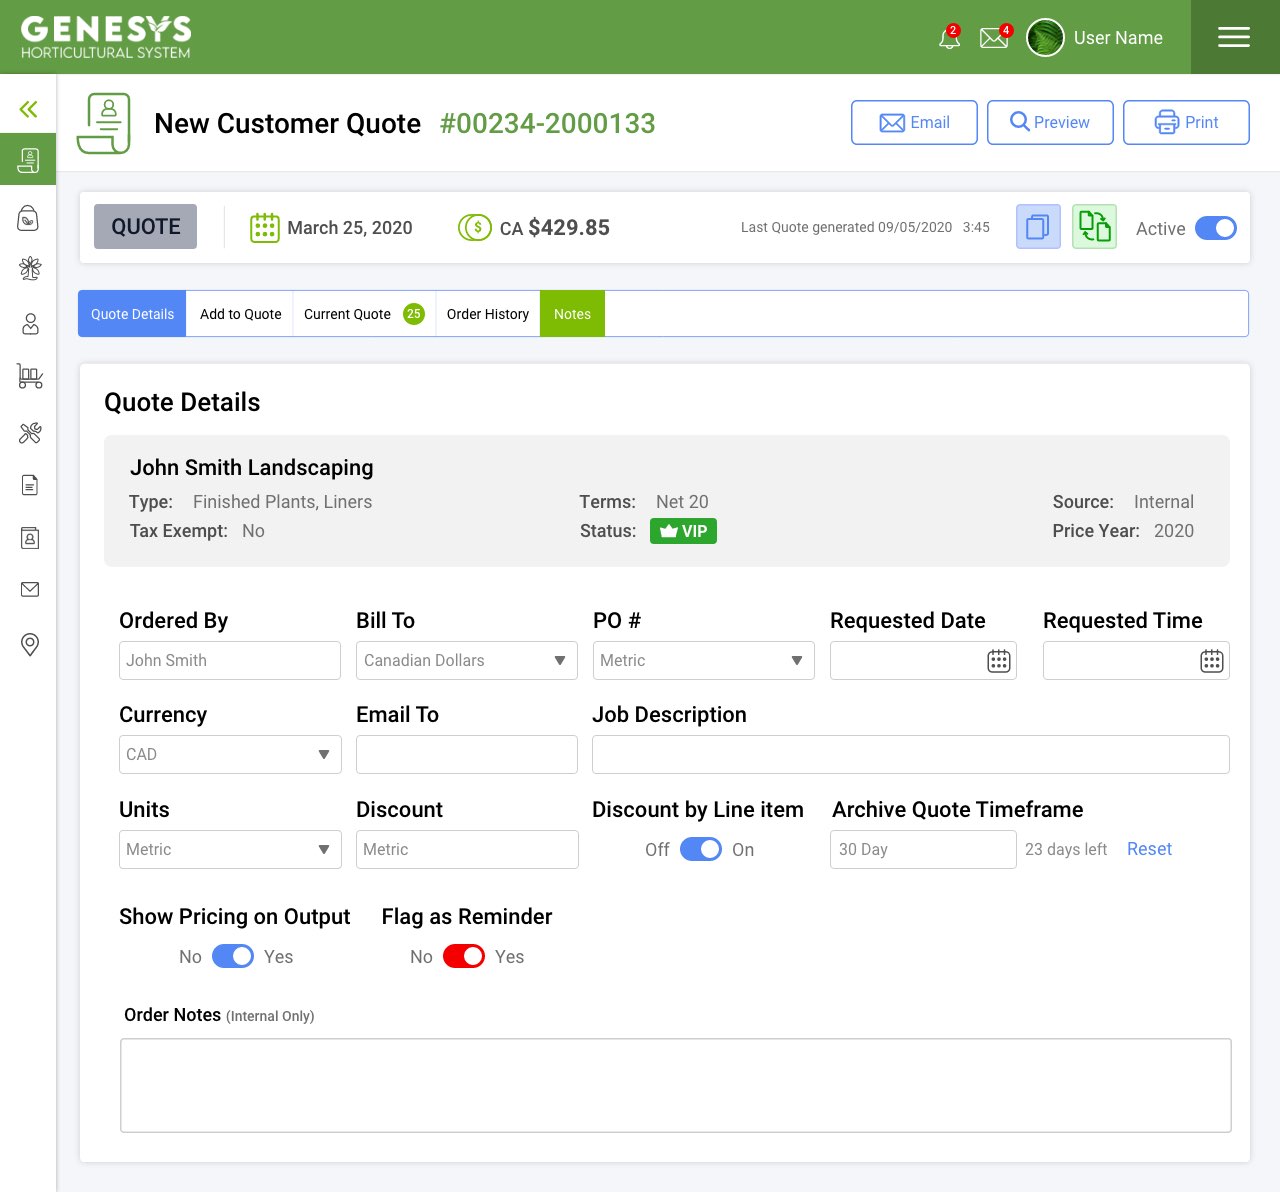 GENESYS
HORTICULTURAL SYSTEM
2
4
User Name
New Customer Quote #00234-2000133
Email
Preview
Print
QUOTE
March 25, 2020
$
CA $429.85
Last Quote generated 09/05/2020 3:45
Active
Quote Details
Add to Quote
Current Quote 25
Order History
Notes
Quote Details
John Smith Landscaping
Type: Finished Plants, Liners
Terms: Net 20
Source: Internal
Tax Exempt: No
Status: VIP
Price Year: 2020
Ordered By
Bill To
PO #
Requested Date
Requested Time
John Smith
Canadian Dollars
Metric
Currency
Email To
Job Description
CAD
Units
Discount
Discount by Line item
Archive Quote Timeframe
Metric
Metric
Off On
30 Day
23 days left
Reset
Show Pricing on Output
Flag as Reminder
No Yes
No Yes
Order Notes (Internal Only)